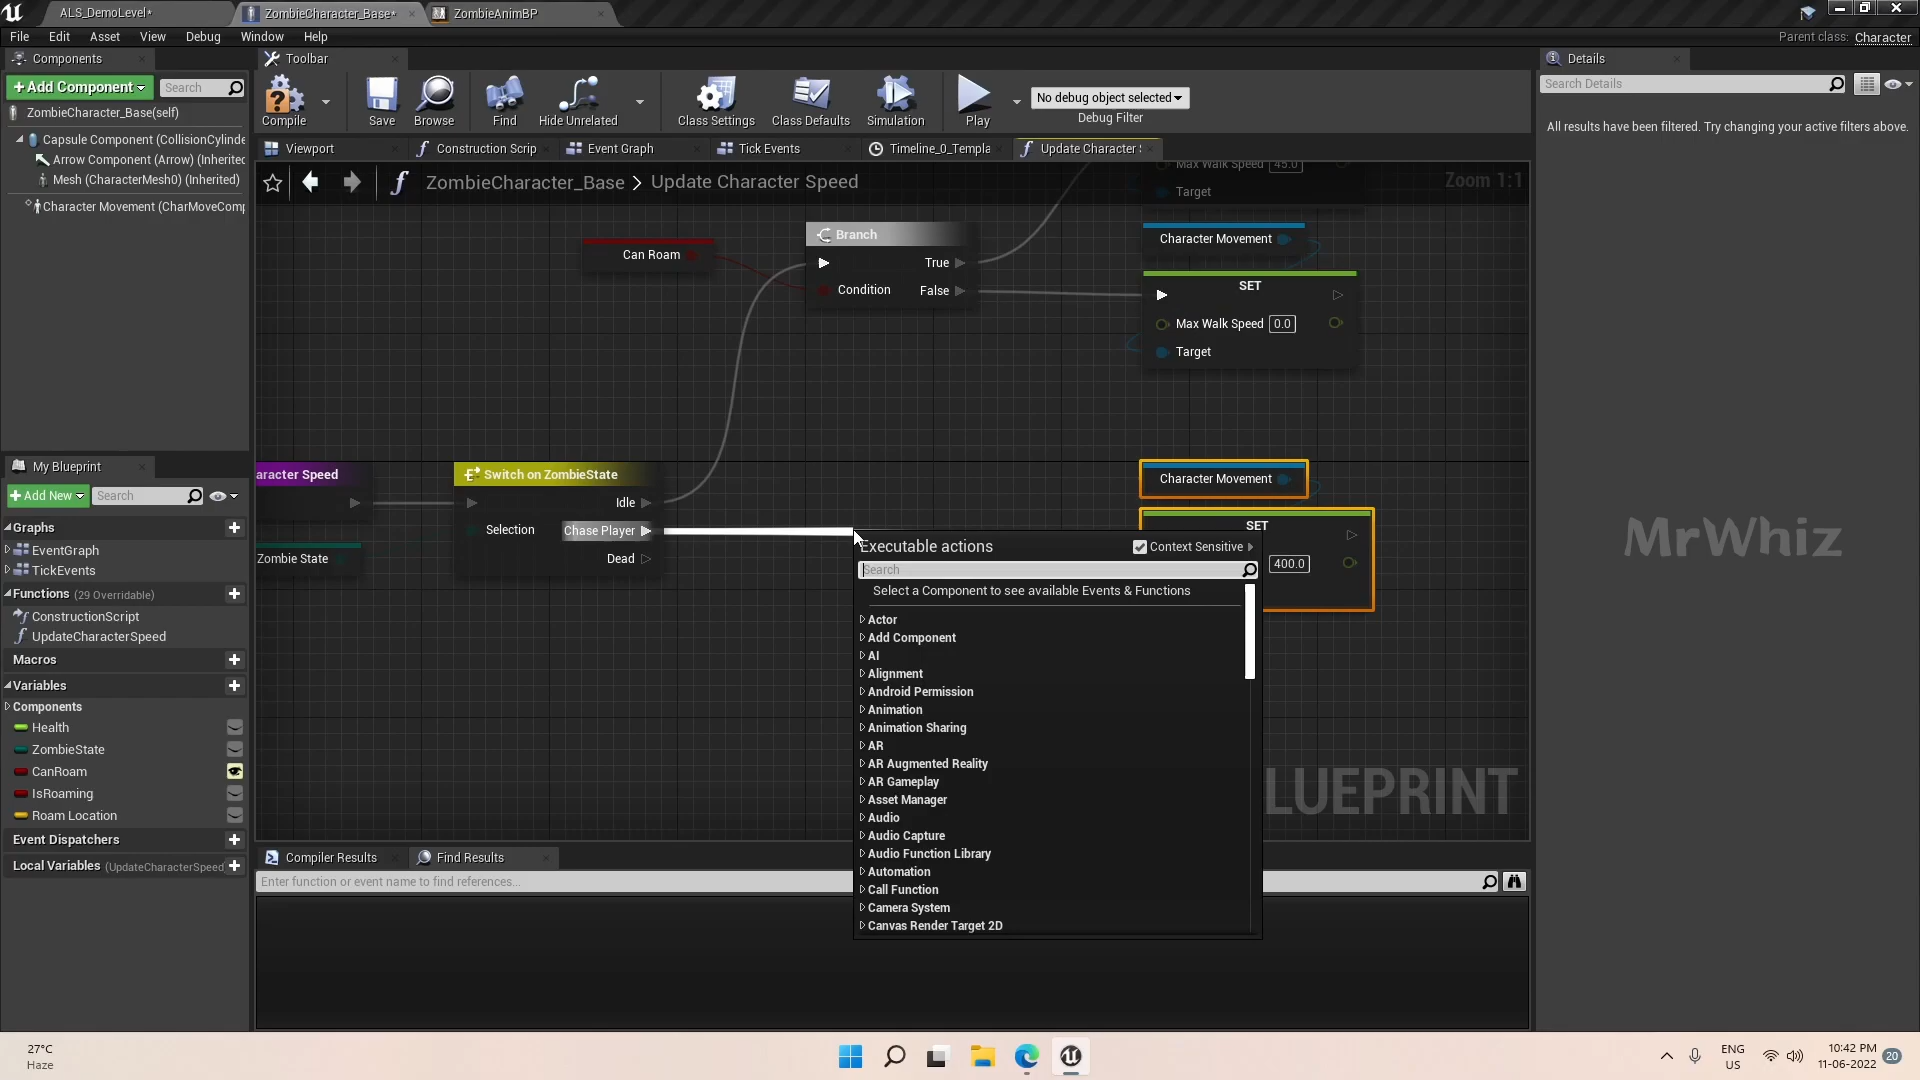 ALS_DemoLevel*
ZombieCharacter_Base*
ZombieAnimBP
File Edit Asset View Debug Window Help
Parent class: Character
Components
Toolbar
Details
+Add Component
Search
Search Details
ZombieCharacter_Base(self)
Capsule Component (CollisionCylinde
Arrow Component (Arrow) (Inherited
Mesh (CharacterMesh0) (Inherited)
Character Movement (CharMoveComp
Compile
Save
Browse
Find
Hide Unrelated
Class Settings
Class Defaults
Simulation
Play
No debug object selected
Debug Filter
All results have been filtered. Try changing your active filters above.
Viewport
Construction Scrip
Event Graph
Tick Events
Timeline_0_Templa
Update Character
ZombieCharacter_Base > Update Character Speed
Zoom 1:1
Max Walk Speed 45.0
Target
Can Roam
Branch
True
Condition
False
Character Movement
SET
Max Walk Speed 0.0
Target
aracter Speed
Zombie State
Switch on ZombieState
Idle
Selection
Chase Player
Dead
Character Movement
SET
400.0
Executable actions
Context Sensitive
Search
Select a Component to see available Events & Functions
Actor
Add Component
AI
Alignment
Android Permission
Animation
Animation Sharing
AR
AR Augmented Reality
AR Gameplay
Asset Manager
Audio
Audio Capture
Audio Function Library
Automation
Call Function
Camera System
Canvas Render Target 2D
LUEPRINT
MrWhiz
My Blueprint
+Add New
Search
Graphs
EventGraph
TickEvents
Functions (29 Overridable)
ConstructionScript
UpdateCharacterSpeed
Macros
Variables
Components
Health
ZombieState
CanRoam
IsRoaming
Roam Location
Event Dispatchers
Local Variables (UpdateCharacterSpeed
Compiler Results
Find Results
Enter function or event name to find references...
27°C
Haze
ENG
US
10:42 PM
11-06-2022
20